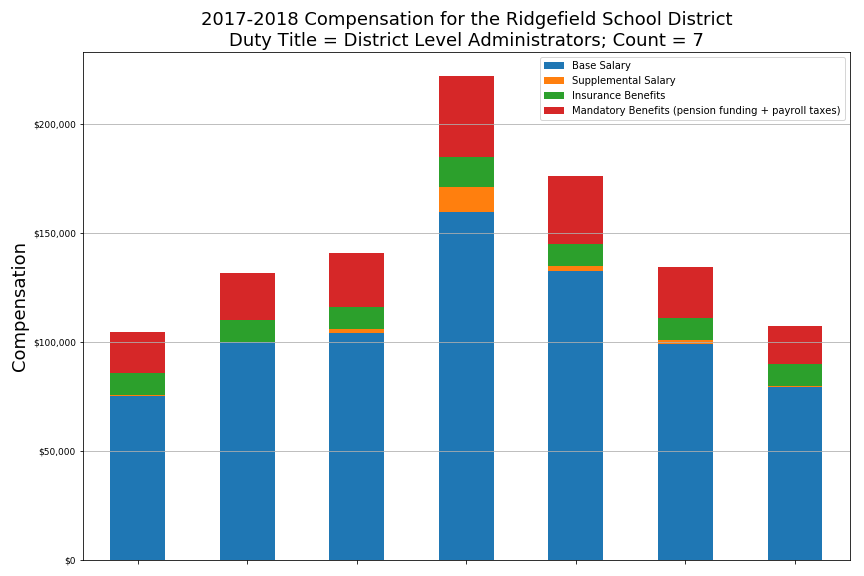 2017-2018 Compensation for the Ridgefield School District
Duty Title = District Level Administrators; Count = 7
Base Salary
Supplemental Salary
Insurance Benefits
Mandatory Benefits (pension funding + payroll taxes)
Compensation
$200,000
$150,000
$100,000
$50,000
$0